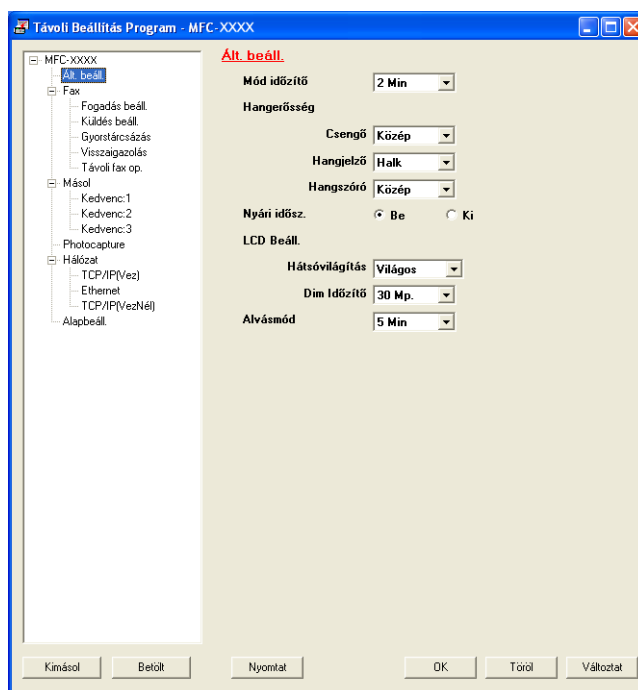 Távoli Beállítás Program - MFC-XXXX
MFC-XXXX
Ált. beáll.
Fax
Fogadás beáll.
Küldés beáll.
Gyorstárcsázás
Visszaigazolás
Távoli fax op.
Másol
Kedvenc:1
Kedvenc:2
Kedvenc:3
Photocapture
Hálózat
TCP/IP(Vez)
Ethernet
TCP/IP(VezNél)
Alapbeáll.
Ált. beáll.
Mód időzítő 2 Min
Hangerősség
Csengő Közép
Hangjelző Halk
Hangszóró Közép
Nyári idősz. Be Ki
LCD Beáll.
Hátsóvilágítás Világos
Dim Időzítő 30 Mp.
Alvásmód 5 Min
Kimásol Betölt Nyomtat OK Töröl Változtat